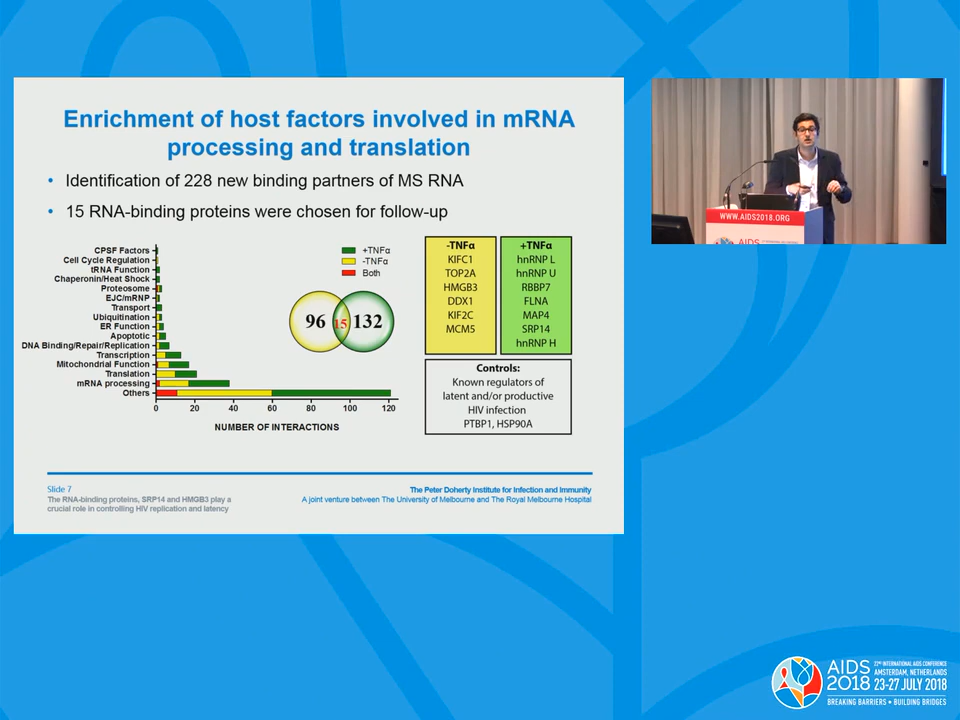 Enrichment of host factors involved in mRNA
processing and translation
• Identification of 228 new binding partners of MS RNA
• 15 RNA-binding proteins were chosen for follow-up
CPSF Factors
Cell Cycle Regulation
tRNA Function
Chaperonin/Heat Shock
Proteosome
EJC/mRNP
Transport
Ubiquitination
ER Function
Apoptotic
DNA Binding/Repair/Replication
Transcription
Mitochondrial Function
Translation
mRNA processing
Others
0 20 40 60 80 100 120
NUMBER OF INTERACTIONS
+TNFα
-TNFα
Both
96 15 132
-TNFα
KIFC1
TOP2A
HMGB3
DDX1
KIF2C
MCM5
+TNFα
hnRNP L
hnRNP U
RBBP7
FLNA
MAP4
SRP14
hnRNP H
Controls:
Known regulators of
latent and/or productive
HIV infection
PTBP1, HSP90A
Slide 7
The RNA-binding proteins, SRP14 and HMGB3 play a
crucial role in controlling HIV replication and latency
The Peter Doherty Institute for Infection and Immunity
A joint venture between The University of Melbourne and The Royal Melbourne Hospital
WWW.AIDS2018.ORG
AIDS
AIDS
2018
22ND INTERNATIONAL AIDS CONFERENCE
AMSTERDAM, NETHERLANDS
23-27 JULY 2018
BREAKING BARRIERS • BUILDING BRIDGES